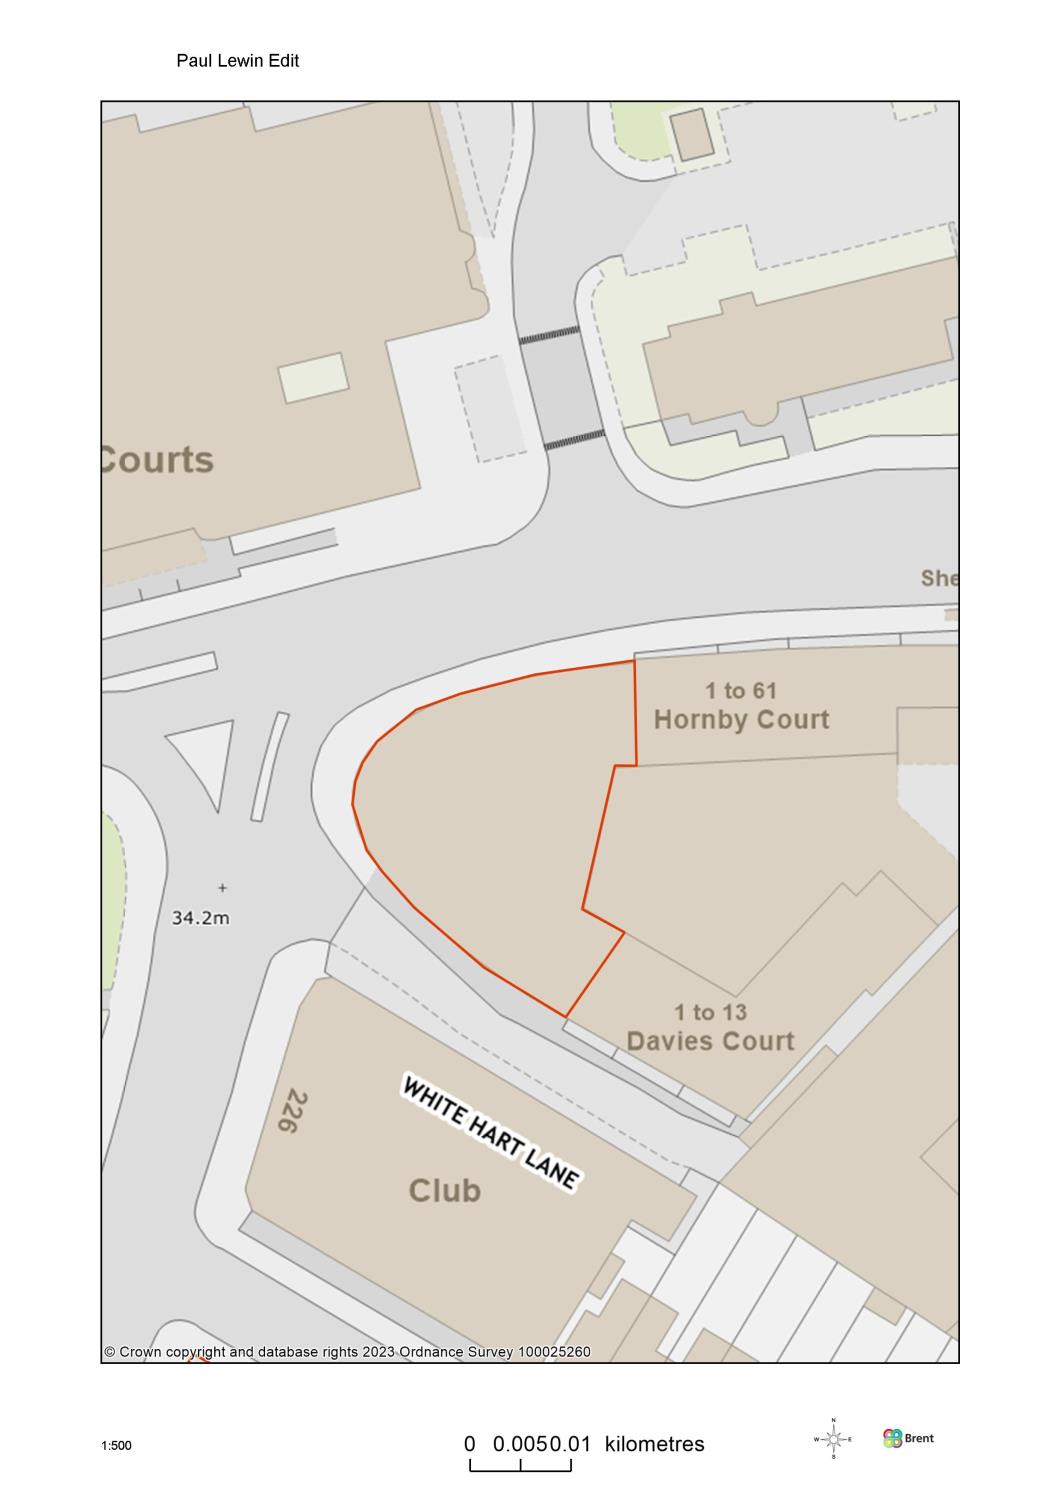 Paul Lewin Edit
Courts
She
1 to 61
Hornby Court
34.2m
1 to 13
Davies Court
226
WHITE HART LANE
Club
© Crown copyright and database rights 2023 Ordnance Survey 100025260
1:500
0 0.0050.01 kilometres
N
W E
S
Brent